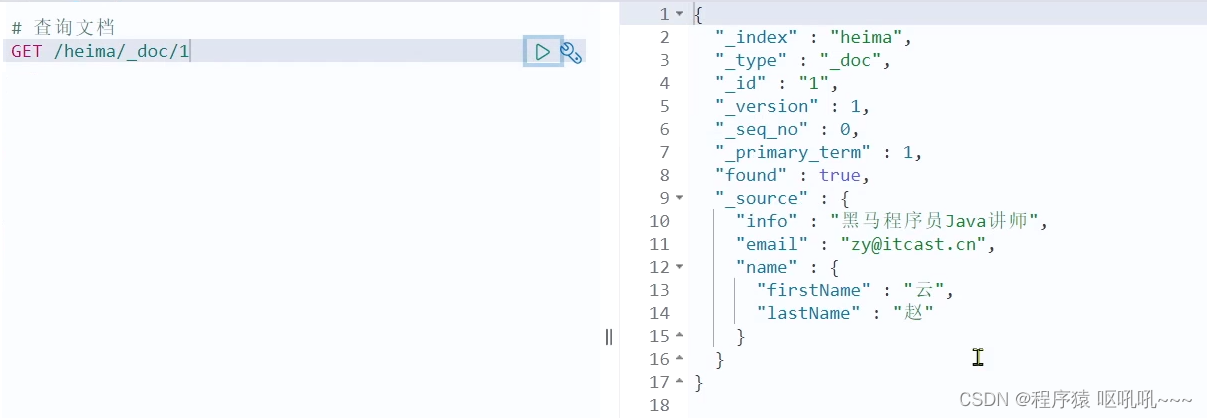 # 查询文档
GET /heima/_doc/1
1 {
2 "_index" : "heima",
3 "_type" : "_doc",
4 "_id" : "1",
5 "_version" : 1,
6 "_seq_no" : 0,
7 "_primary_term" : 1,
8 "found" : true,
9 "_source" : {
10 "info" : "黑马程序员Java讲师",
11 "email" : "zy@itcast.cn",
12 "name" : {
13 "firstName" : "云",
14 "lastName" : "赵"
15 }
16 }
17 }
18
CSDN @程序猿 呕吼吼~~~